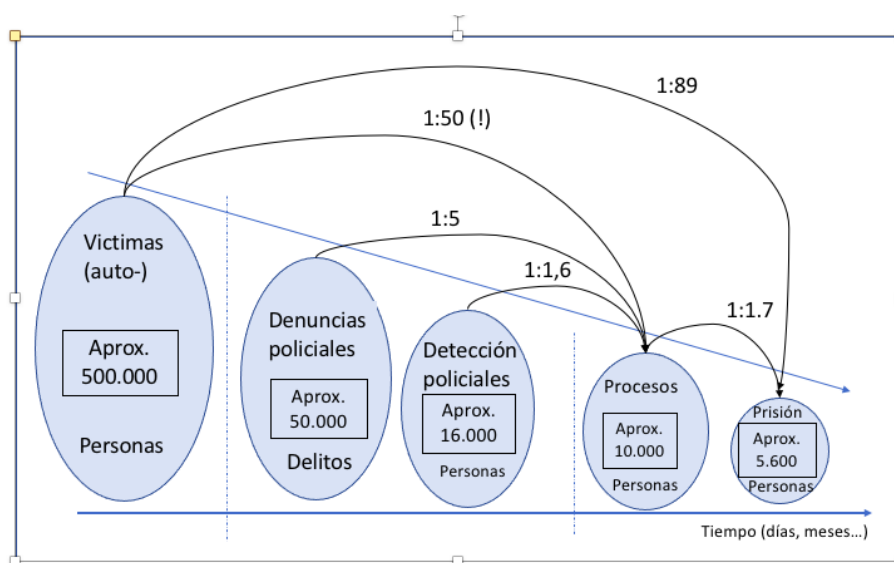 1:89
1:50 (!)
1:5
1:1,6
1:1.7
Victimas
(auto-)
Aprox.
500.000
Personas
Denuncias
policiales
Aprox.
50.000
Delitos
Detección
policiales
Aprox.
16.000
Personas
Procesos
Aprox.
10.000
Personas
Prisión
Aprox.
5.600
Personas
Tiempo (días, meses...)